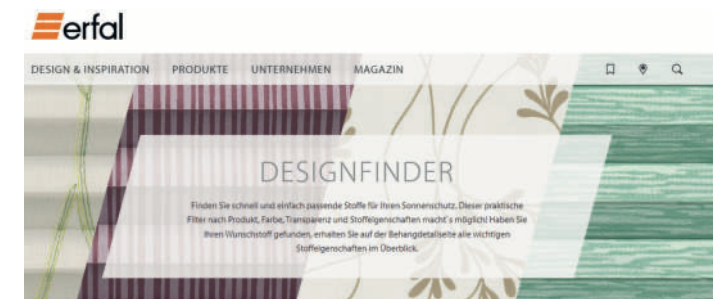 erfal
DESIGN & INSPIRATION PRODUKTE UNTERNEHMEN MAGAZIN
DESIGNFINDER
Finden Sie schnell und einfach passende Stoffe für Ihren Sonnenschutz. Dieser praktische
Filter nach Produkt, Farbe, Transparenz und Stoffeigenschaften macht´s möglich! Haben Sie
Ihren Wunschstoff gefunden, erhalten Sie auf der Behangdetailseite alle wichtigen
Stoffeigenschaften im Überblick.